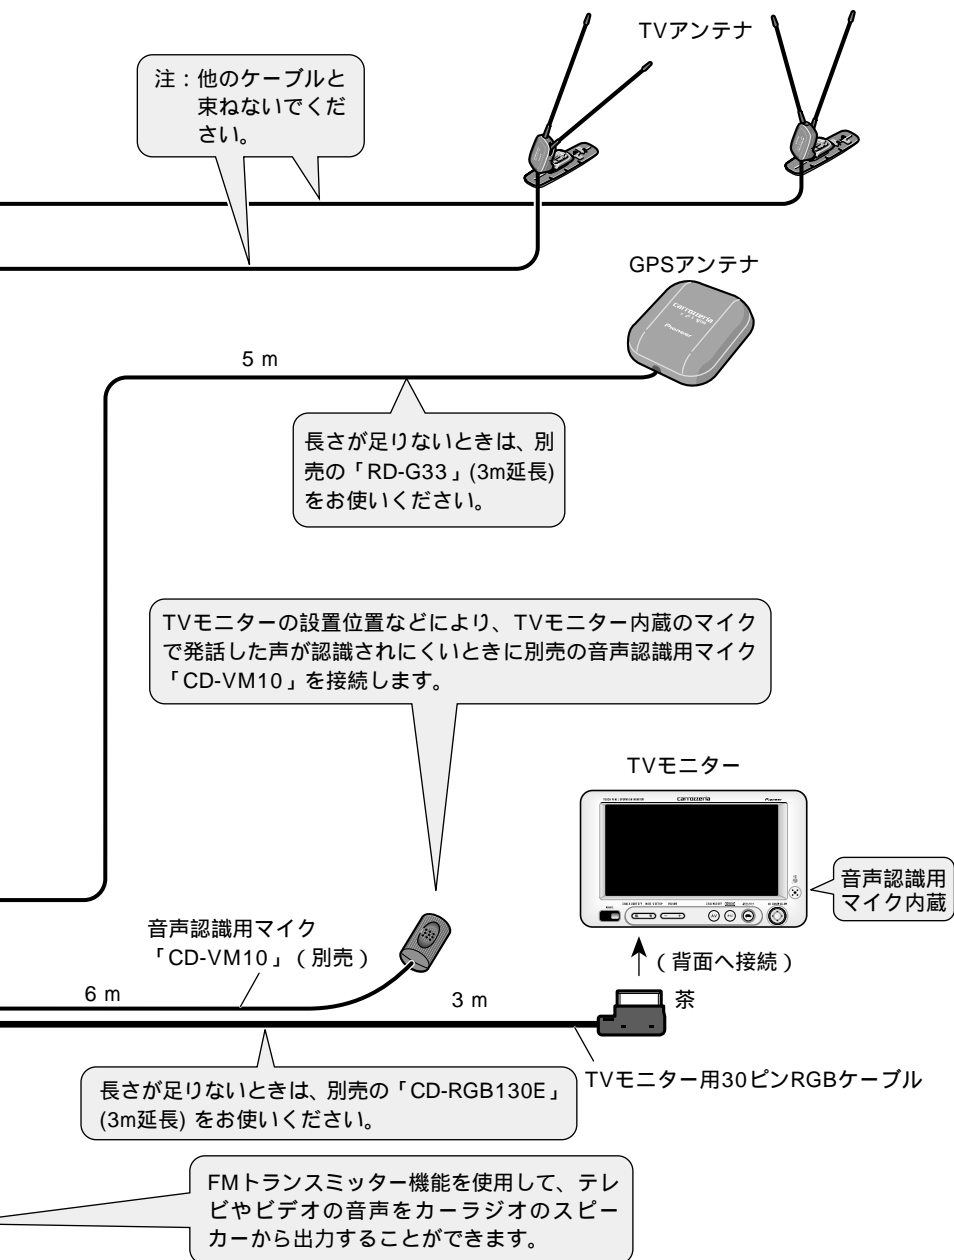 TVアンテナ
注：他のケーブルと
束ねないでくだ
さい。
GPSアンテナ
carrozzeria
Pioneer
5 m
長さが足りないときは、別
売の「RD-G33」(3m延長)
をお使いください。
TVモニターの設置位置などにより、TVモニター内蔵のマイク
で発話した声が認識されにくいときに別売の音声認識用マイク
「CD-VM10」を接続します。
TVモニター
carrozzeria
Pioneer
音声認識用
マイク内蔵
音声認識用マイク
「CD-VM10」（別売）
（背面へ接続）
6 m
3 m
茶
TVモニター用30ピンRGBケーブル
長さが足りないときは、別売の「CD-RGB130E」
(3m延長) をお使いください。
FMトランスミッター機能を使用して、テレ
ビやビデオの音声をカーラジオのスピー
カーから出力することができます。